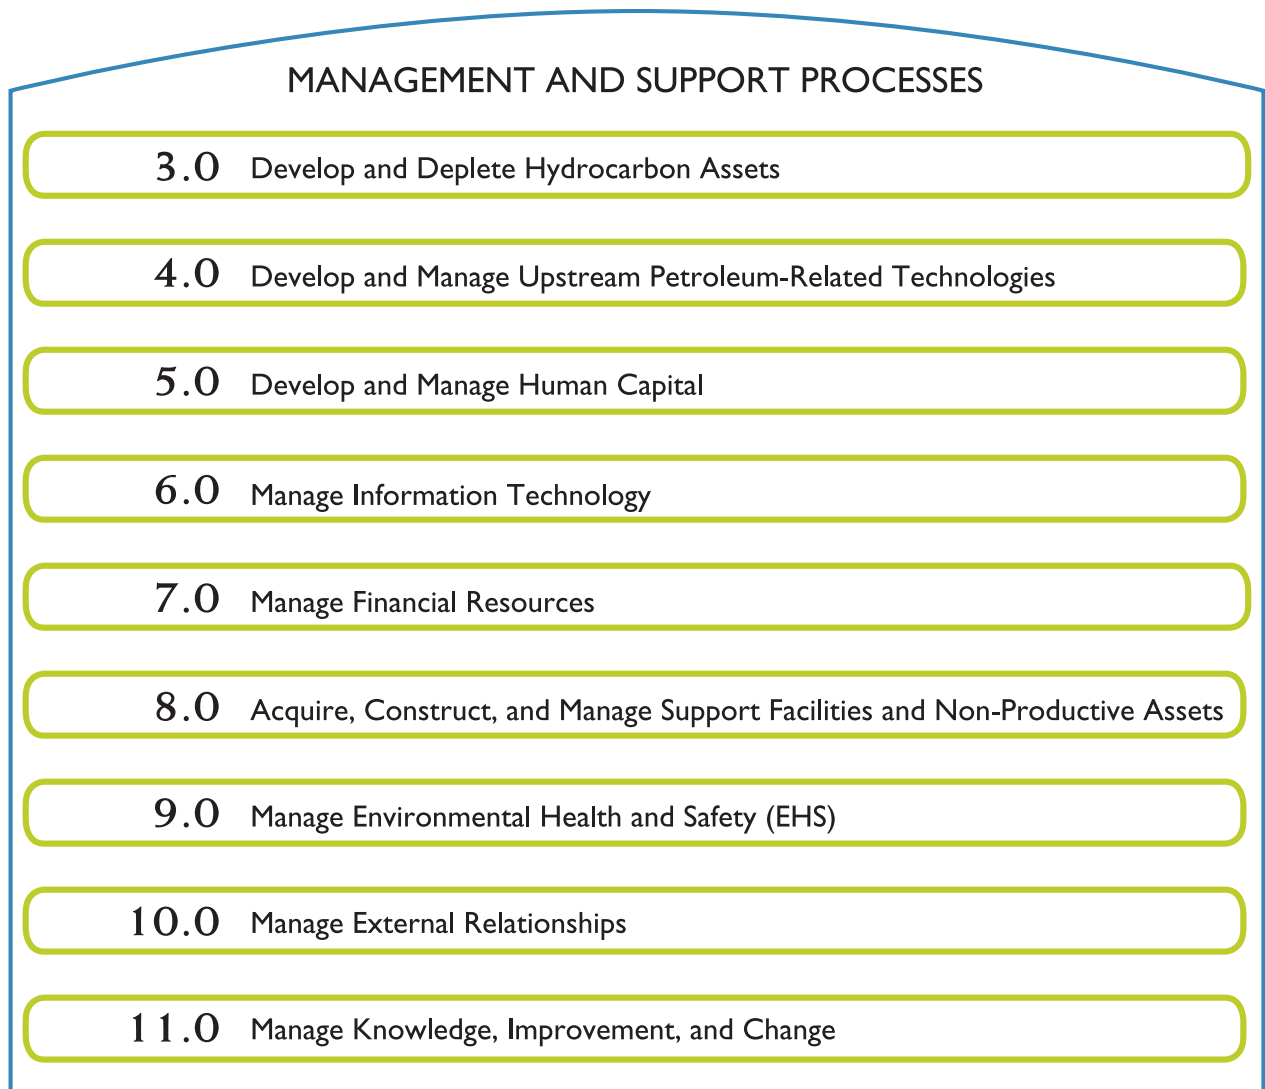 MANAGEMENT AND SUPPORT PROCESSES
3.0 Develop and Deplete Hydrocarbon Assets
4.0 Develop and Manage Upstream Petroleum-Related Technologies
5.0 Develop and Manage Human Capital
6.0 Manage Information Technology
7.0 Manage Financial Resources
8.0 Acquire, Construct, and Manage Support Facilities and Non-Productive Assets
9.0 Manage Environmental Health and Safety (EHS)
10.0 Manage External Relationships
11.0 Manage Knowledge, Improvement, and Change